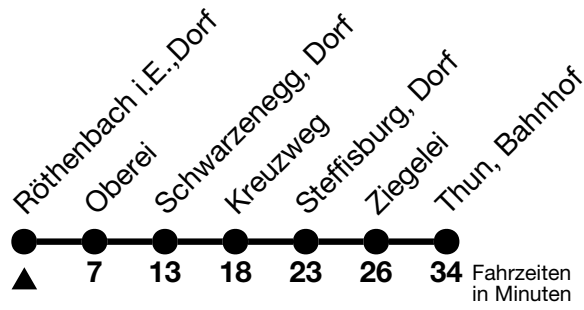 Röthenbach i.E.,Dorf
Oberei
Schwarzenegg, Dorf
Kreuzweg
Steffisburg, Dorf
Ziegelei
Thun, Bahnhof
7 13 18 23 26 34 Fahrzeiten
in Minuten